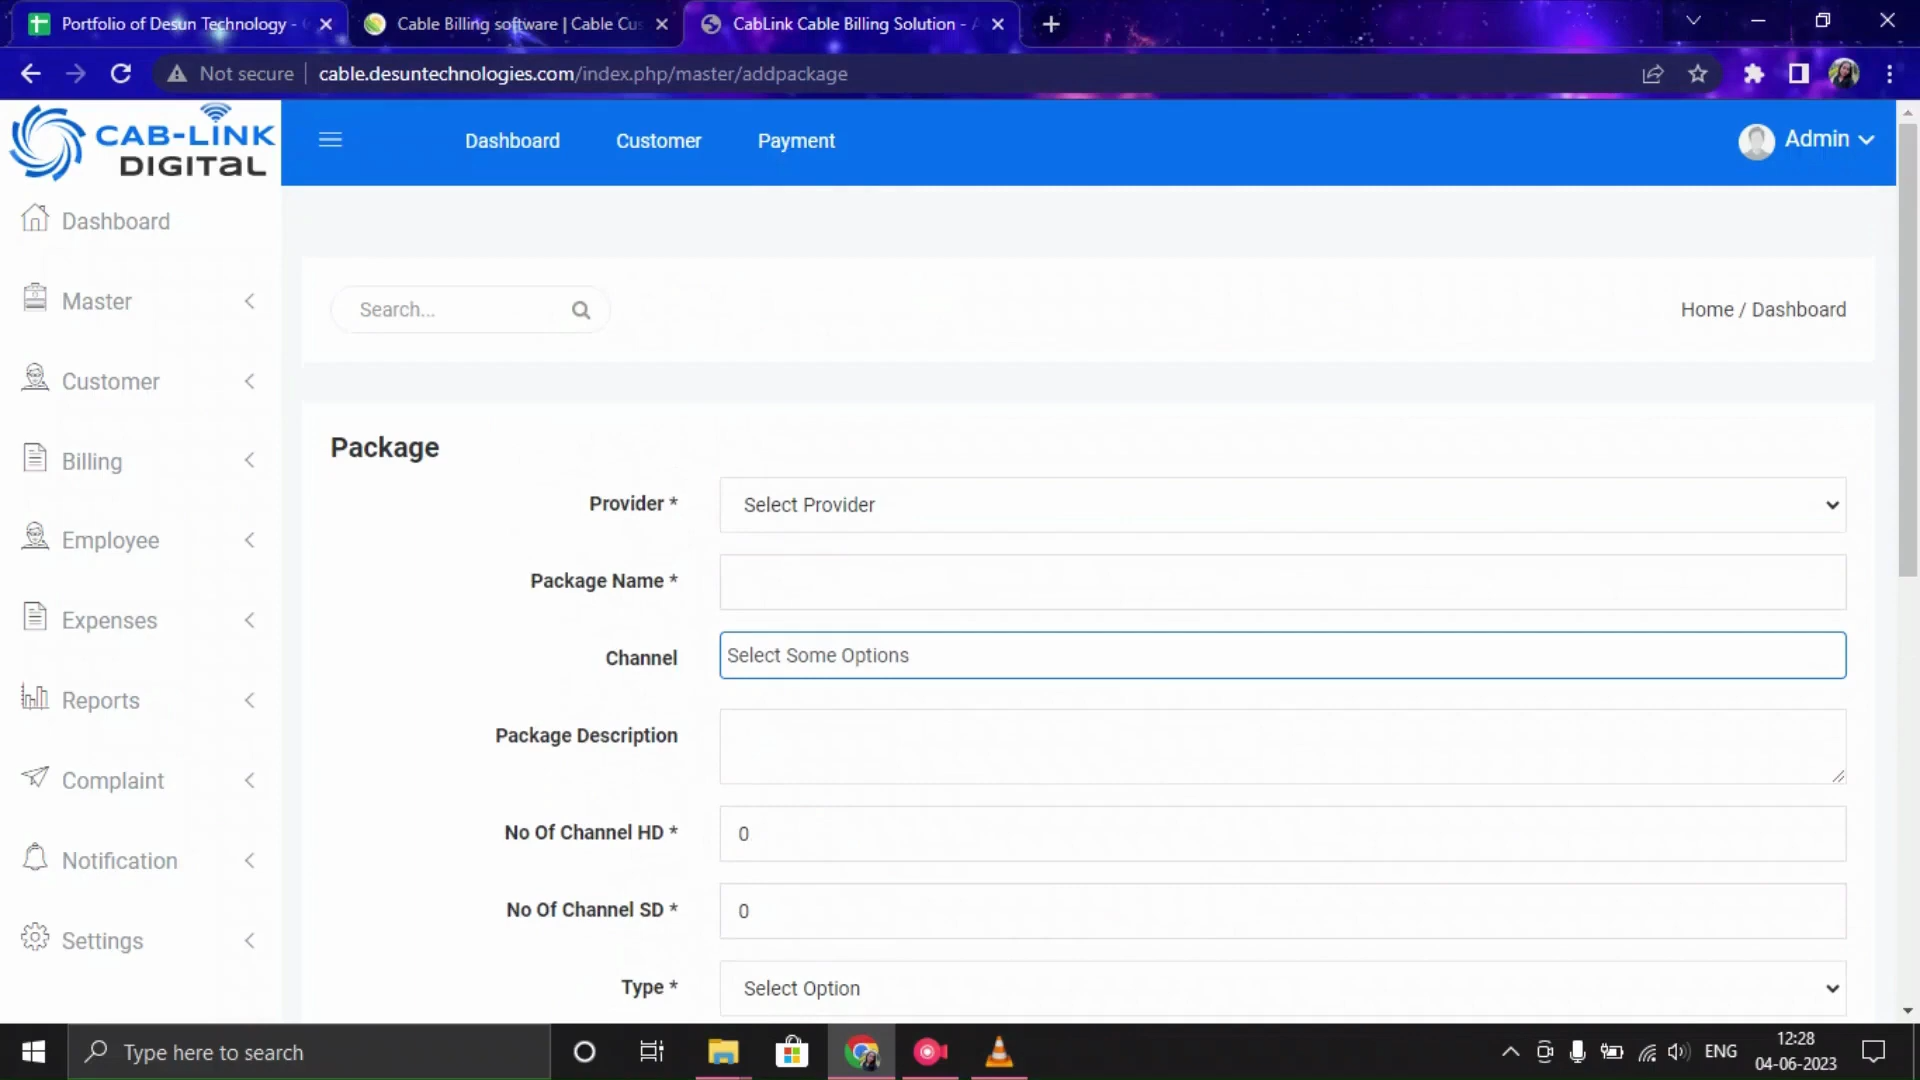 Portfolio of Desun Technology -
Cable Billing software | Cable Cus
CabLink Cable Billing Solution -
Not secure
cable.desuntechnologies.com/index.php/master/addpackage
CAB-LINK
DIGITAL
Dashboard
Customer
Payment
Admin
Dashboard
Master
Customer
Billing
Employee
Expenses
Reports
Complaint
Notification
Settings
Search...
Home / Dashboard
Package
Provider *
Select Provider
Package Name *
Channel
Select Some Options
Package Description
No Of Channel HD *
0
No Of Channel SD *
0
Type *
Select Option
Type here to search
ENG
12:28
04-06-2023